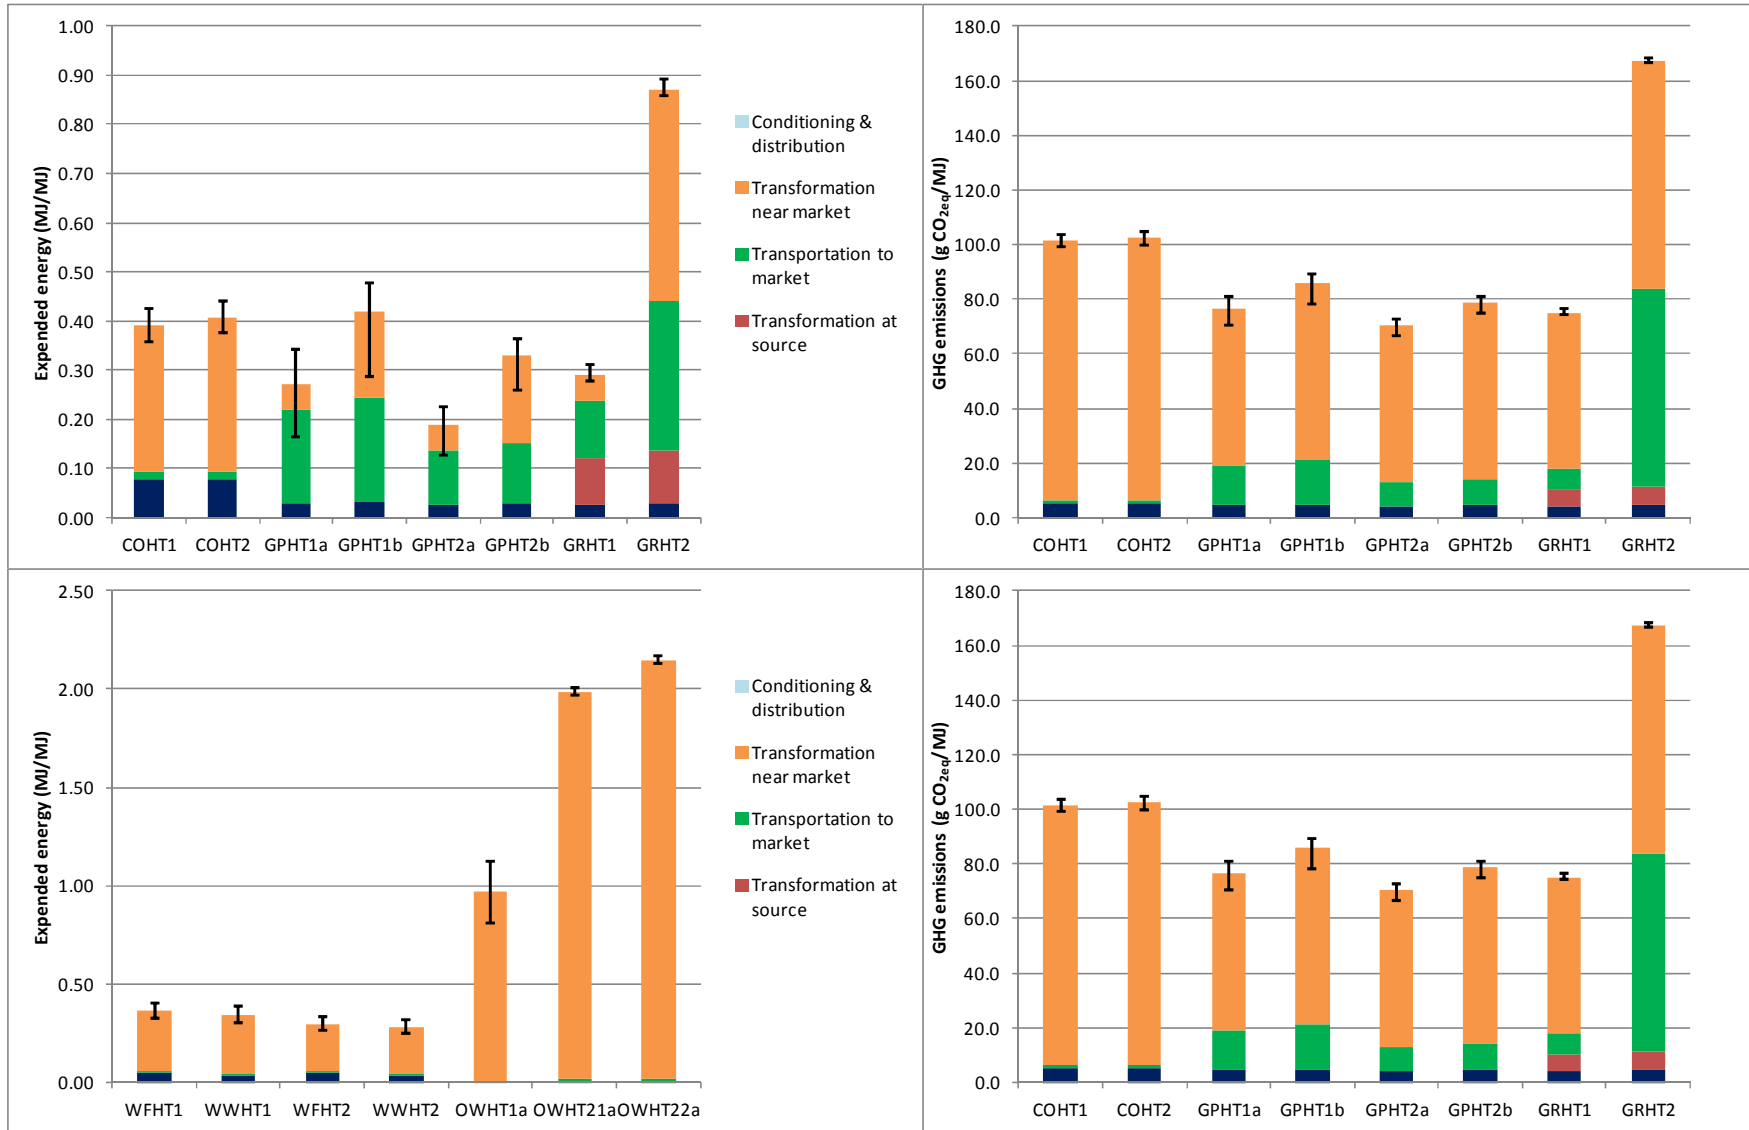 1.00
0.90
0.80
0.70
0.60
0.50
0.40
0.30
0.20
0.10
0.00
Expended energy (MJ/MJ)
COHT1 COHT2 GPHT1a GPHT1b GPHT2a GPHT2b GRHT1 GRHT2
Conditioning &
distribution
Transformation
near market
Transportation to
market
Transformation at
source
180.0
160.0
140.0
120.0
100.0
80.0
60.0
40.0
20.0
0.0
GHG emissions (g CO2eq/MJ)
COHT1 COHT2 GPHT1a GPHT1b GPHT2a GPHT2b GRHT1 GRHT2
2.50
2.00
1.50
1.00
0.50
0.00
Expended energy (MJ/MJ)
WFHT1 WWHT1 WFHT2 WWHT2 OWHT1a OWHT21a OWHT22a
Conditioning &
distribution
Transformation
near market
Transportation to
market
Transformation at
source
180.0
160.0
140.0
120.0
100.0
80.0
60.0
40.0
20.0
0.0
GHG emissions (g CO2eq/MJ)
COHT1 COHT2 GPHT1a GPHT1b GPHT2a GPHT2b GRHT1 GRHT2